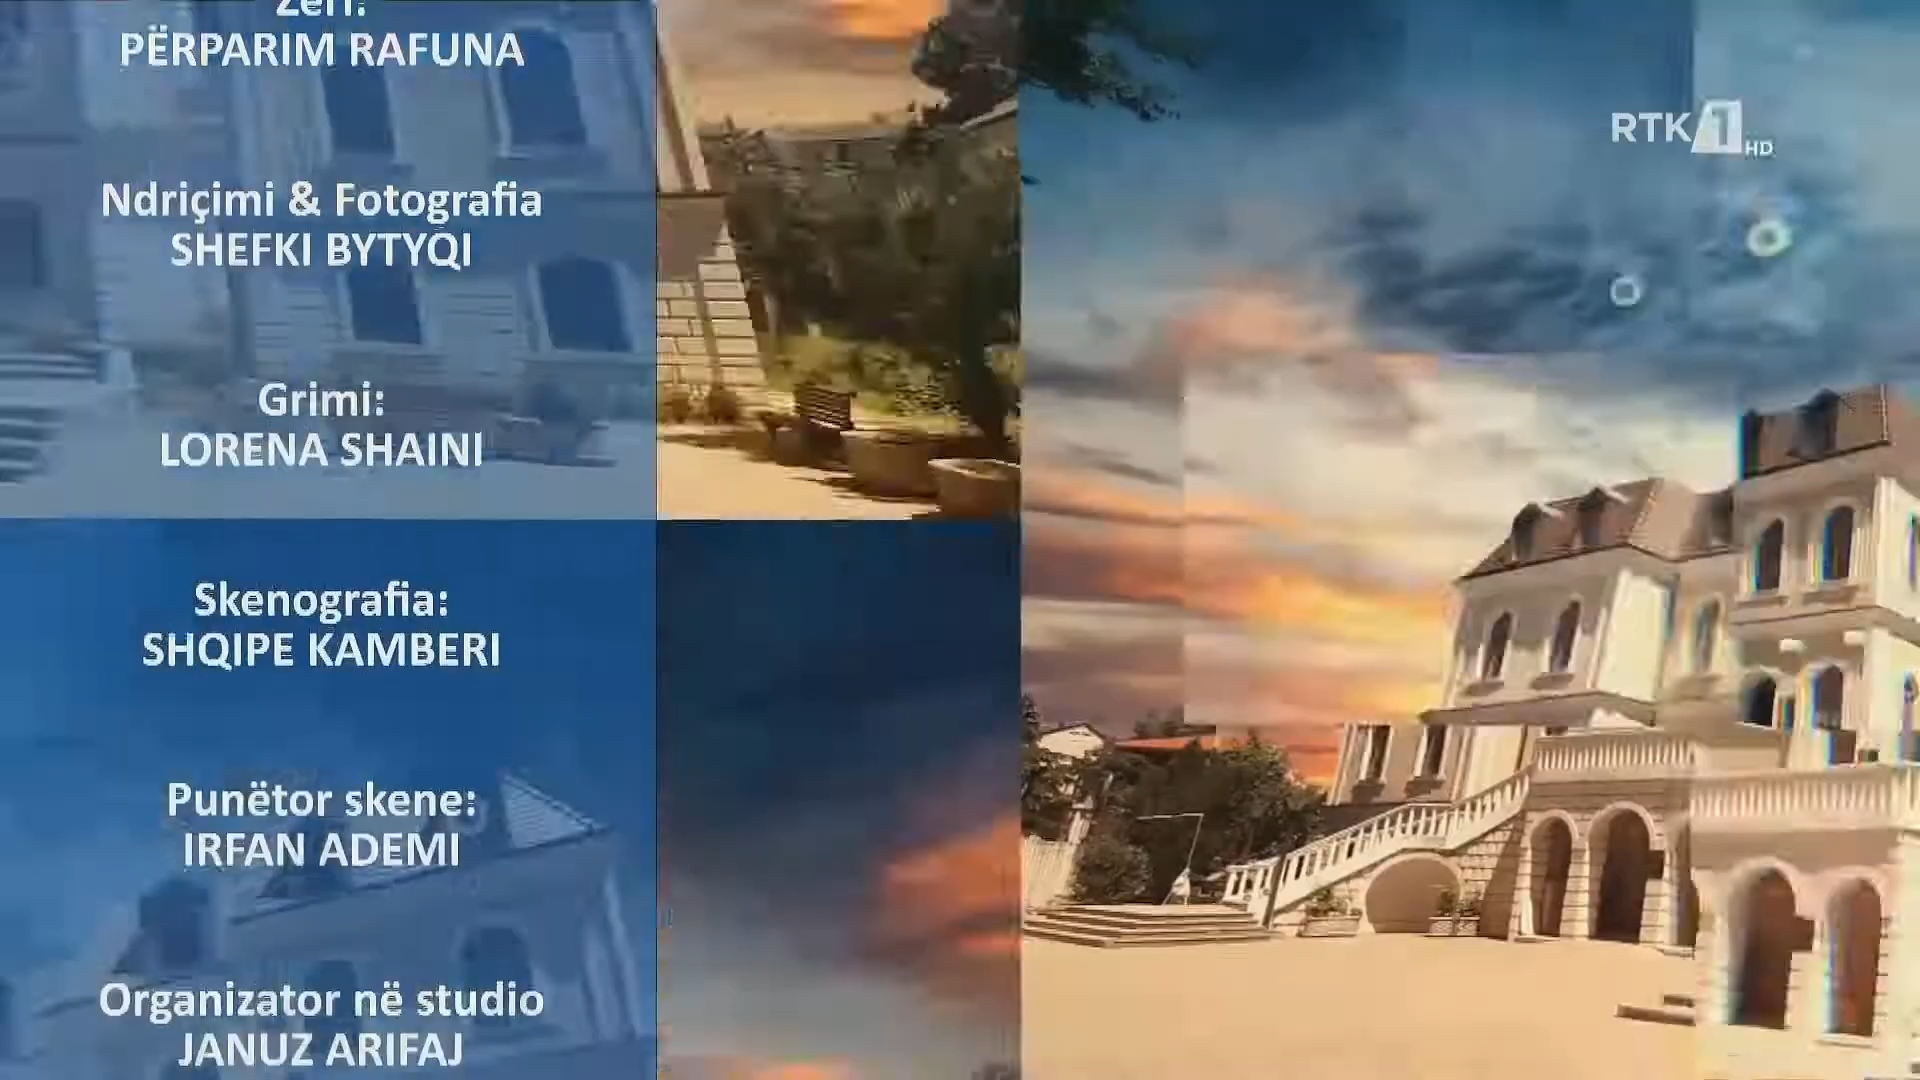 Zëri:
PËRPARIM RAFUNA
Ndriçimi & Fotografia
SHEFKI BYTYQI
Grimi:
LORENA SHAINI
Skenografia:
SHQIPE KAMBERI
Punëtor skene:
IRFAN ADEMI
Organizator në studio
JANUZ ARIFAJ
RTK 1 HD